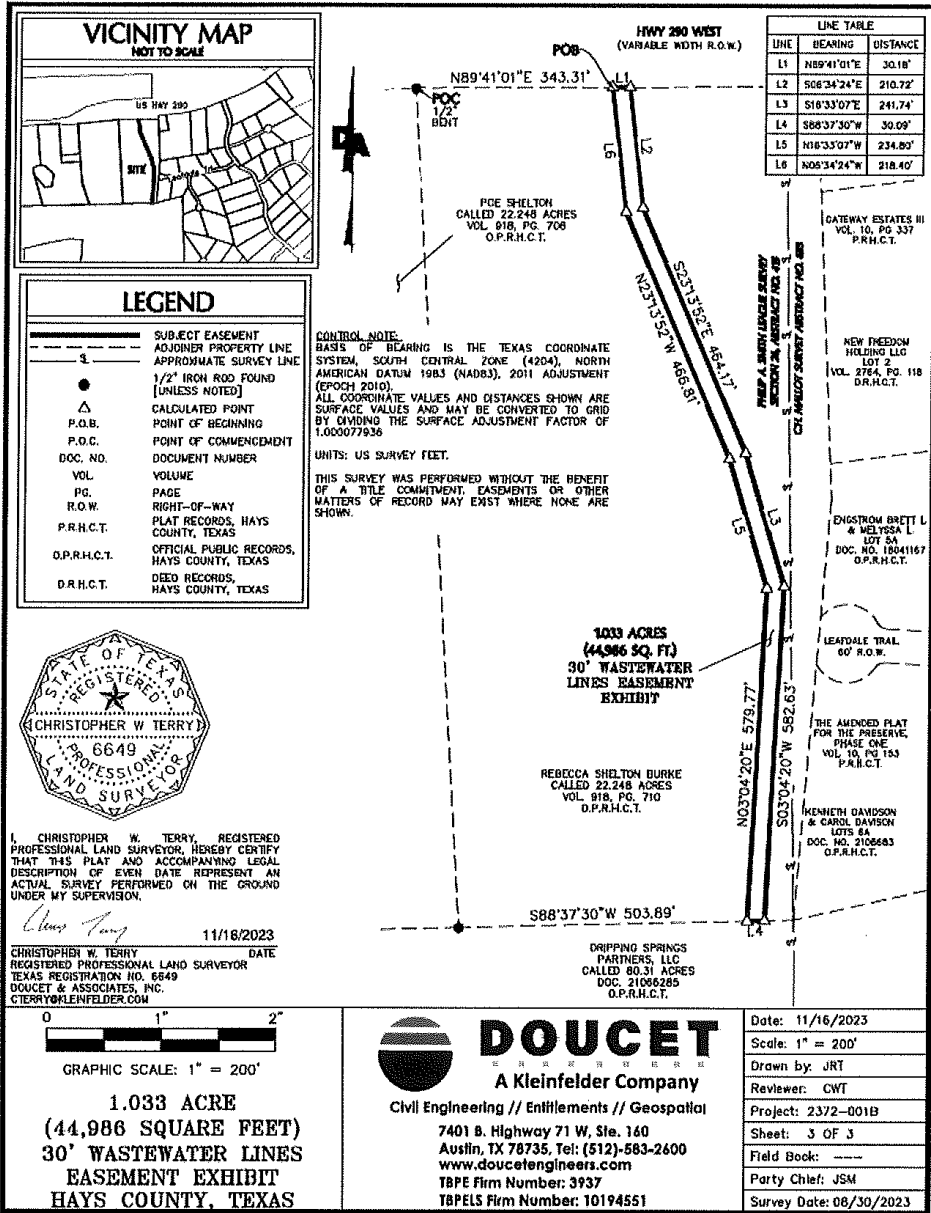 VICINITY MAP
NOT TO SCALE
US HWY 290
SITE
LEGEND
SUBJECT EASEMENT
ADJOINER PROPERTY LINE
APPROXIMATE SURVEY LINE
1/2" IRON ROD FOUND
[UNLESS NOTED]
CALCULATED POINT
P.O.B. POINT OF BEGINNING
P.O.C. POINT OF COMMENCEMENT
DOC. NO. DOCUMENT NUMBER
VOL. VOLUME
PG. PAGE
R.O.W. RIGHT-OF-WAY
P.R.H.C.T. PLAT RECORDS, HAYS
COUNTY, TEXAS
O.P.R.H.C.T. OFFICIAL PUBLIC RECORDS,
HAYS COUNTY, TEXAS
D.R.H.C.T. DEED RECORDS,
HAYS COUNTY, TEXAS
HWY 290 WEST
(VARIABLE WIDTH R.O.W.)
POB
N89°41'01"E 343.31'
L1
POC
1/2"
BENT
LINE TABLE
LINE BEARING DISTANCE
L1 N89°41'01"E 30.18'
L2 S06°34'24"E 210.72'
L3 S16°33'07"E 241.74'
L4 S88°37'30"W 30.09'
L5 N16°33'07"W 234.80'
L6 N06°34'24"W 218.40'
L6
L2
POE SHELTON
CALLED 22.248 ACRES
VOL. 918, PG. 706
O.P.R.H.C.T.
GATEWAY ESTATES III
VOL. 10, PG 337
P.R.H.C.T.
CONTROL NOTE:
BASIS OF BEARING IS THE TEXAS COORDINATE
SYSTEM, SOUTH CENTRAL ZONE (4204), NORTH
AMERICAN DATUM 1983 (NAD83), 2011 ADJUSTMENT
(EPOCH 2010).
ALL COORDINATE VALUES AND DISTANCES SHOWN ARE
SURFACE VALUES AND MAY BE CONVERTED TO GRID
BY DIVIDING THE SURFACE ADJUSTMENT FACTOR OF
1.000077936
UNITS: US SURVEY FEET.
THIS SURVEY WAS PERFORMED WITHOUT THE BENEFIT
OF A TITLE COMMITMENT, EASEMENTS OR OTHER
MATTERS OF RECORD MAY EXIST WHERE NONE ARE
SHOWN.
S23°13'52"E 464.17'
N23°13'52"W 466.81'
PHILIP A. SMITH LEAGUE SURVEY
C.H. MALLOY SURVEY ABSTRACT NO.
NEW FREEDOM
HOLDING LLC
LOT 2
VOL. 2764, PG. 118
D.R.H.C.T.
L5
L3
ENGSTROM BRETT L
& MELYSSA L
LOT 5A
DOC. NO. 18041167
O.P.R.H.C.T.
1.033 ACRES
(44,986 SQ. FT.)
30' WASTEWATER
LINES EASEMENT
EXHIBIT
LEAFDALE TRAIL
60' R.O.W.
N03°04'20"E 579.77'
S03°04'20"W 582.63'
THE AMENDED PLAT
FOR THE PRESERVE,
PHASE ONE
VOL 10, PG 153
P.R.H.C.T.
REBECCA SHELTON BURKE
CALLED 22.248 ACRES
VOL. 918, PG. 710
O.P.R.H.C.T.
KENNETH DAVIDSON
& CAROL DAVISON
LOTS 6A
DOC. NO. 2106683
O.P.R.H.C.T.
S88°37'30"W 503.89'
L4
DRIPPING SPRINGS
PARTNERS, LLC
CALLED 80.31 ACRES
DOC. 21066285
O.P.R.H.C.T.
STATE OF TEXAS
REGISTERED
CHRISTOPHER W TERRY
6649
PROFESSIONAL
LAND SURVEYOR
I, CHRISTOPHER W. TERRY, REGISTERED
PROFESSIONAL LAND SURVEYOR, HEREBY CERTIFY
THAT THIS PLAT AND ACCOMPANYING LEGAL
DESCRIPTION OF EVEN DATE REPRESENT AN
ACTUAL SURVEY PERFORMED ON THE GROUND
UNDER MY SUPERVISION.
11/16/2023
CHRISTOPHER W. TERRY DATE
REGISTERED PROFESSIONAL LAND SURVEYOR
TEXAS REGISTRATION NO. 6649
DOUCET & ASSOCIATES, INC.
CTERRY@KLEINFELDER.COM
0 1" 2"
GRAPHIC SCALE: 1" = 200'
1.033 ACRE
(44,986 SQUARE FEET)
30' WASTEWATER LINES
EASEMENT EXHIBIT
HAYS COUNTY, TEXAS
DOUCET
A Kleinfelder Company
Civil Engineering // Entitlements // Geospatial
7401 B. Highway 71 W, Ste. 160
Austin, TX 78735, Tel: (512)-583-2600
www.doucetengineers.com
TBPE Firm Number: 3937
TBPELS Firm Number: 10194551
Date: 11/16/2023
Scale: 1" = 200'
Drawn by: JRT
Reviewer: CWT
Project: 2372-001B
Sheet: 3 OF 3
Field Book: ----
Party Chief: JSM
Survey Date: 08/30/2023